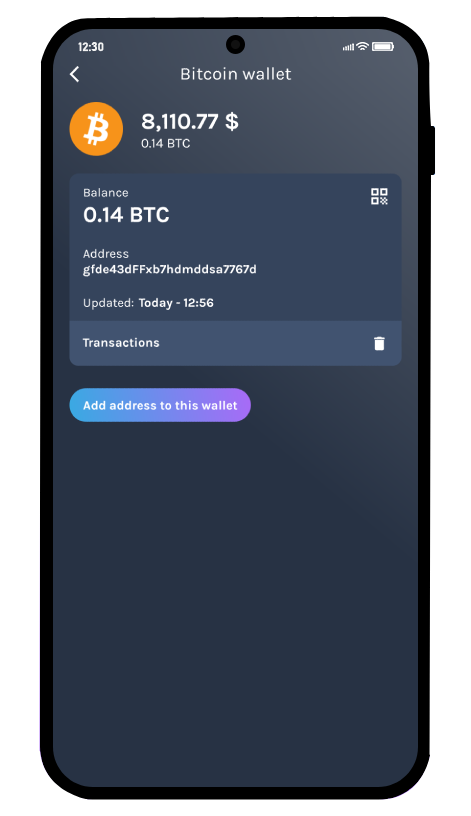 12:30
Bitcoin wallet
8,110.77 $
0.14 BTC
Balance
0.14 BTC
Address
gfde43dFFxb7hdmddsa7767d
Updated: Today - 12:56
Transactions
Add address to this wallet